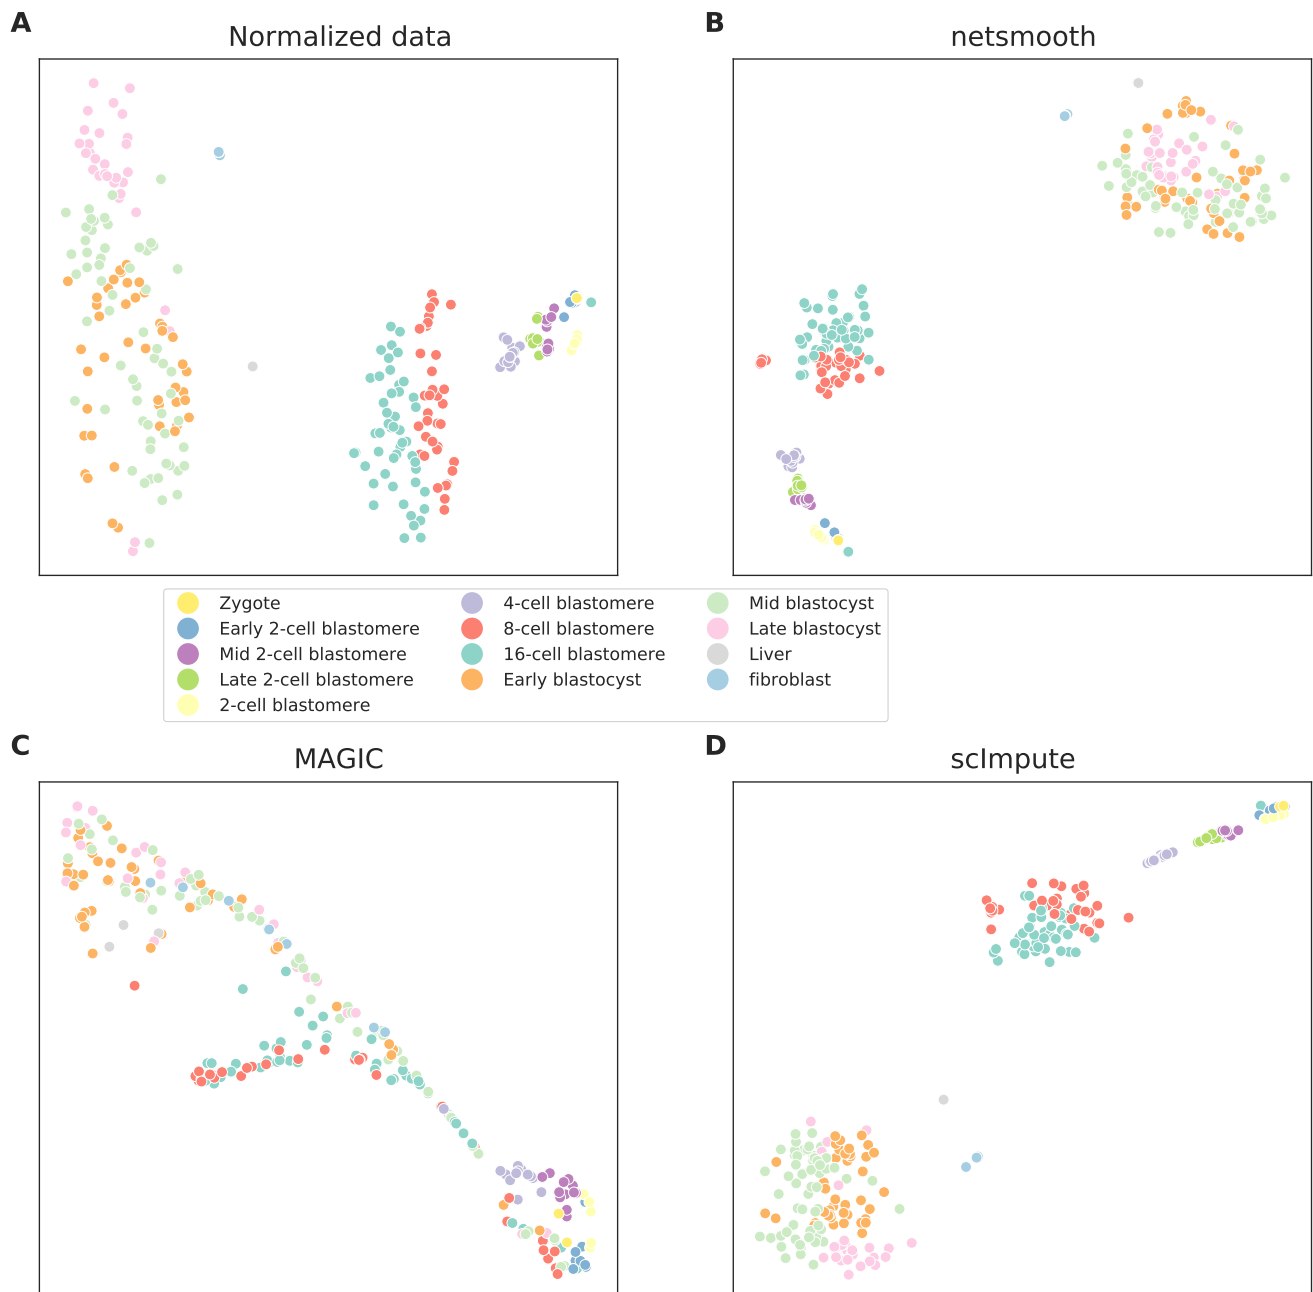 A
Normalized data
B
netsmooth
Zygote
Early 2-cell blastomere
Mid 2-cell blastomere
Late 2-cell blastomere
2-cell blastomere
4-cell blastomere
8-cell blastomere
16-cell blastomere
Early blastocyst
Mid blastocyst
Late blastocyst
Liver
fibroblast
C
MAGIC
D
scImpute